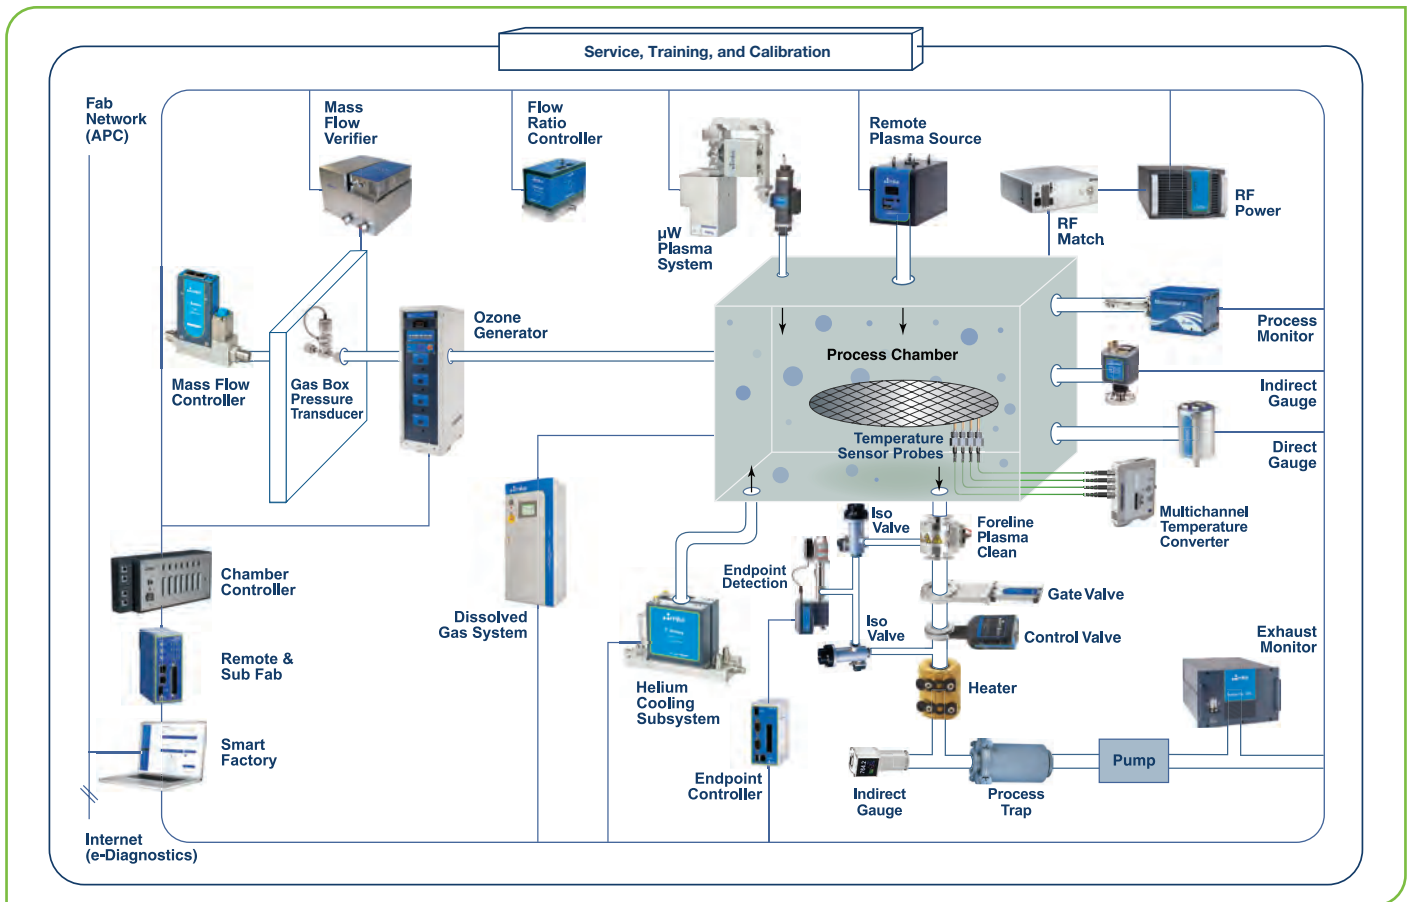 Service, Training, and Calibration
Fab
Network
(APC)
Mass
Flow
Verifier
Flow
Ratio
Controller
µW
Plasma
System
Remote
Plasma Source
RF
Match
RF
Power
Mass Flow
Controller
Gas Box
Pressure
Transducer
Ozone
Generator
Process Chamber
Temperature
Sensor Probes
Process
Monitor
Indirect
Gauge
Direct
Gauge
Multichannel
Temperature
Converter
Chamber
Controller
Remote &
Sub Fab
Smart
Factory
Internet
(e-Diagnostics)
Dissolved
Gas System
Helium
Cooling
Subsystem
Endpoint
Detection
Endpoint
Controller
Iso
Valve
Iso
Valve
Foreline
Plasma
Clean
Gate Valve
Control Valve
Heater
Indirect
Gauge
Process
Trap
Pump
Exhaust
Monitor